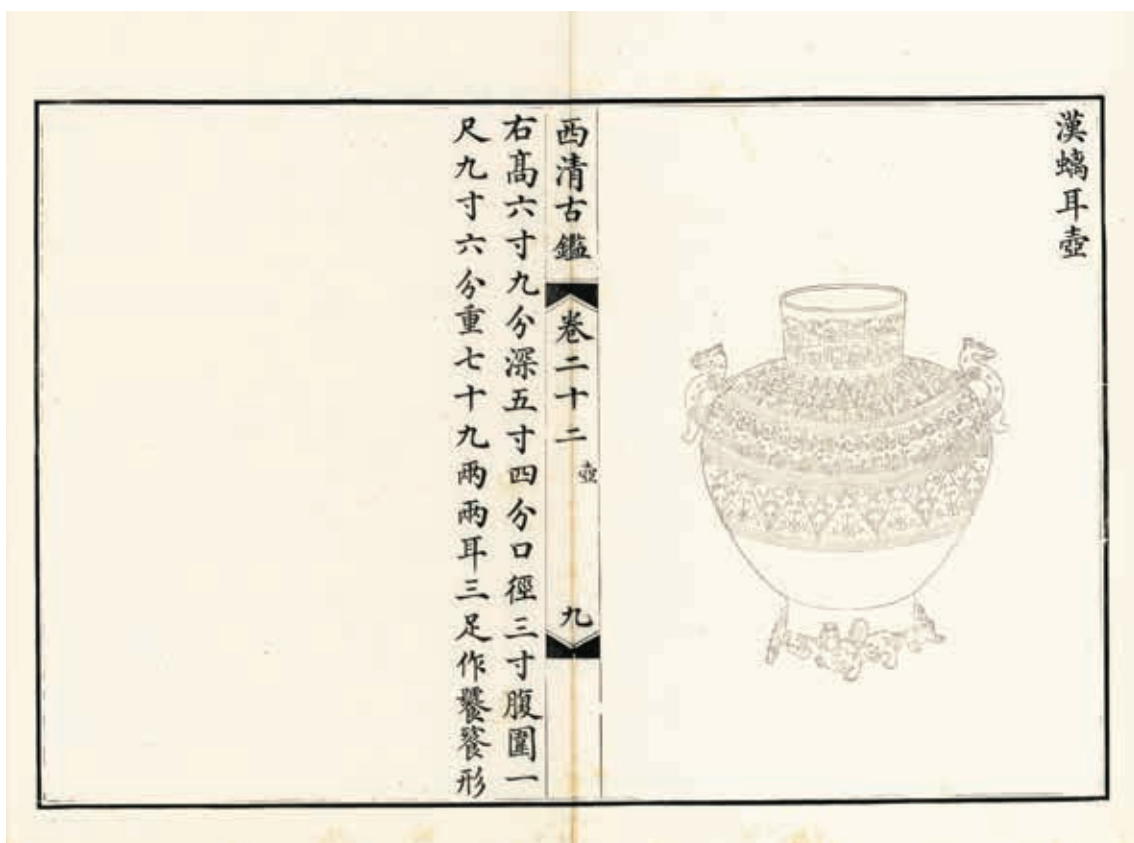 漢螭耳壺
西清古鑑
卷二十二
壺
九
右髙六寸九分深五寸四分口徑三寸腹圍一
尺九寸六分重七十九兩兩耳三足作饕餮形